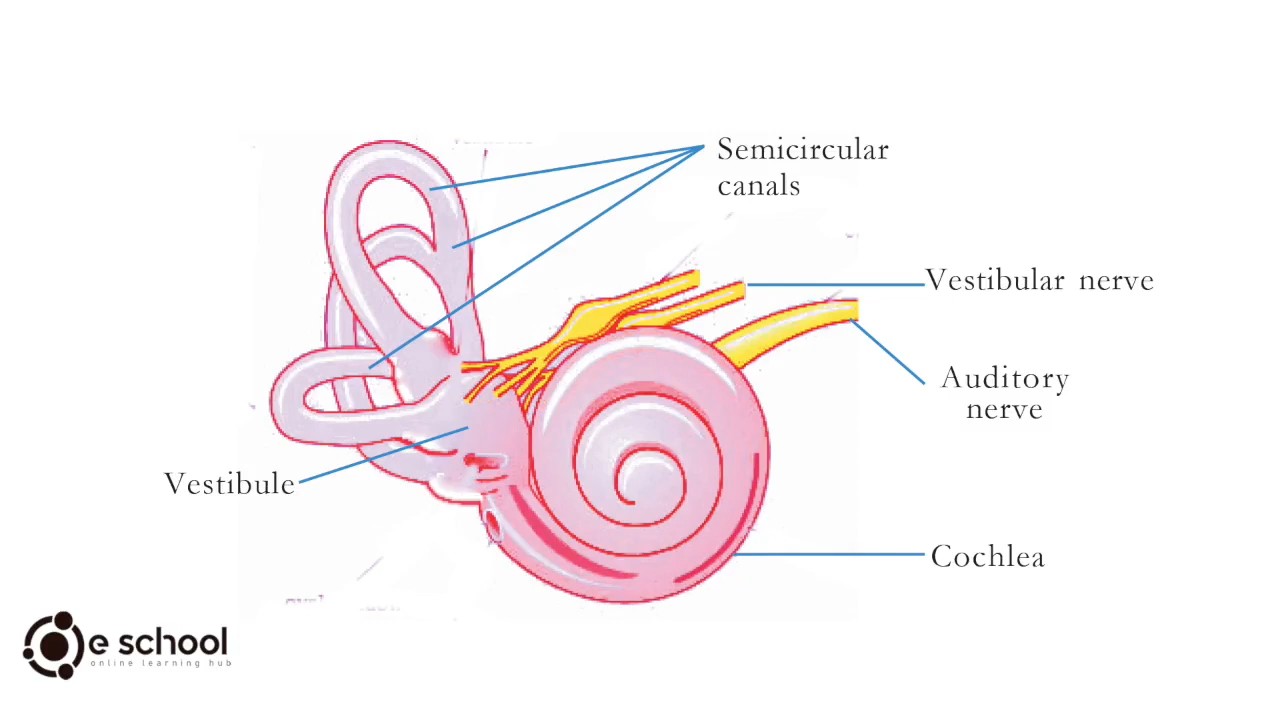 Semicircular
canals
Vestibular nerve
Auditory
nerve
Vestibule
Cochlea
e school
online learning hub